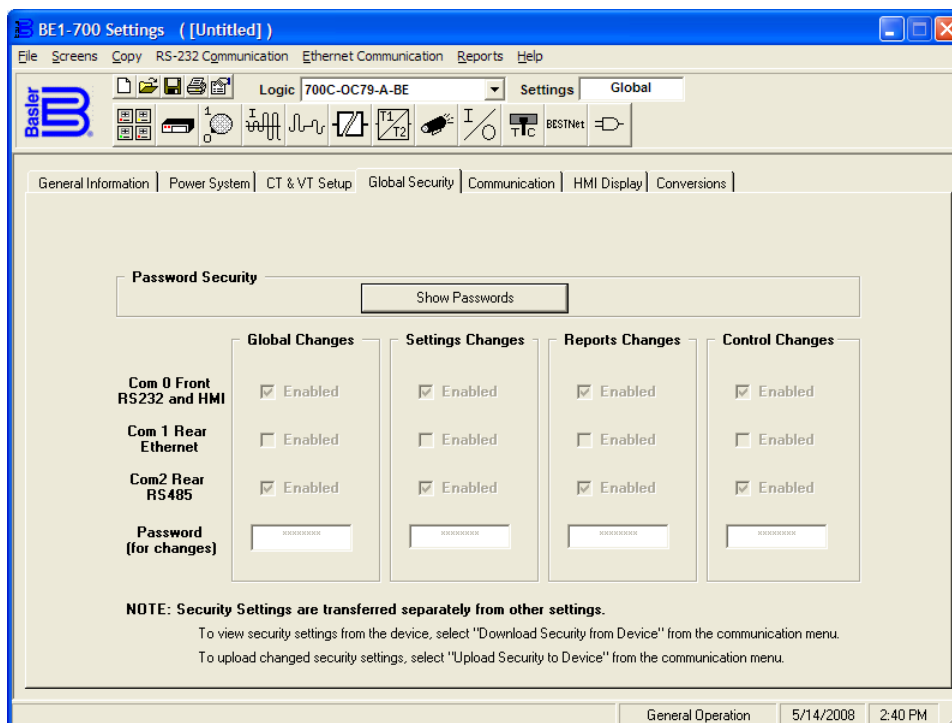 BE1-700 Settings ( [Untitled] )
File Screens Copy RS-232 Communication Ethernet Communication Reports Help
Basler
Logic 700C-OC79-A-BE Settings Global
1 0 I T1 T2 I/O TTC BESTNet
General Information Power System CT & VT Setup Global Security Communication HMI Display Conversions
Password Security
Show Passwords
Global Changes Settings Changes Reports Changes Control Changes
Com 0 Front
RS232 and HMI
Enabled Enabled Enabled Enabled
Com 1 Rear
Ethernet
Enabled Enabled Enabled Enabled
Com2 Rear
RS485
Enabled Enabled Enabled Enabled
Password
(for changes)
******** ******** ******** ********
NOTE: Security Settings are transferred separately from other settings.
To view security settings from the device, select "Download Security from Device" from the communication menu.
To upload changed security settings, select "Upload Security to Device" from the communication menu.
General Operation 5/14/2008 2:40 PM